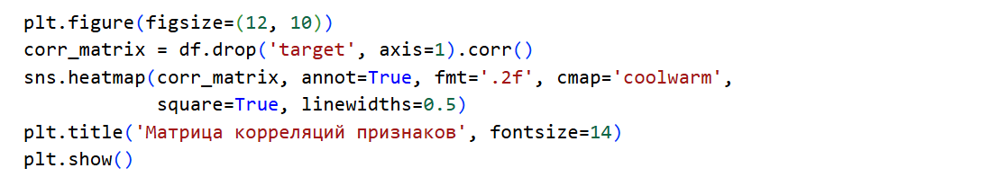 plt.figure(figsize=(12, 10))
corr_matrix = df.drop('target', axis=1).corr()
sns.heatmap(corr_matrix, annot=True, fmt='.2f', cmap='coolwarm',
            square=True, linewidths=0.5)
plt.title('Матрица корреляций признаков', fontsize=14)
plt.show()